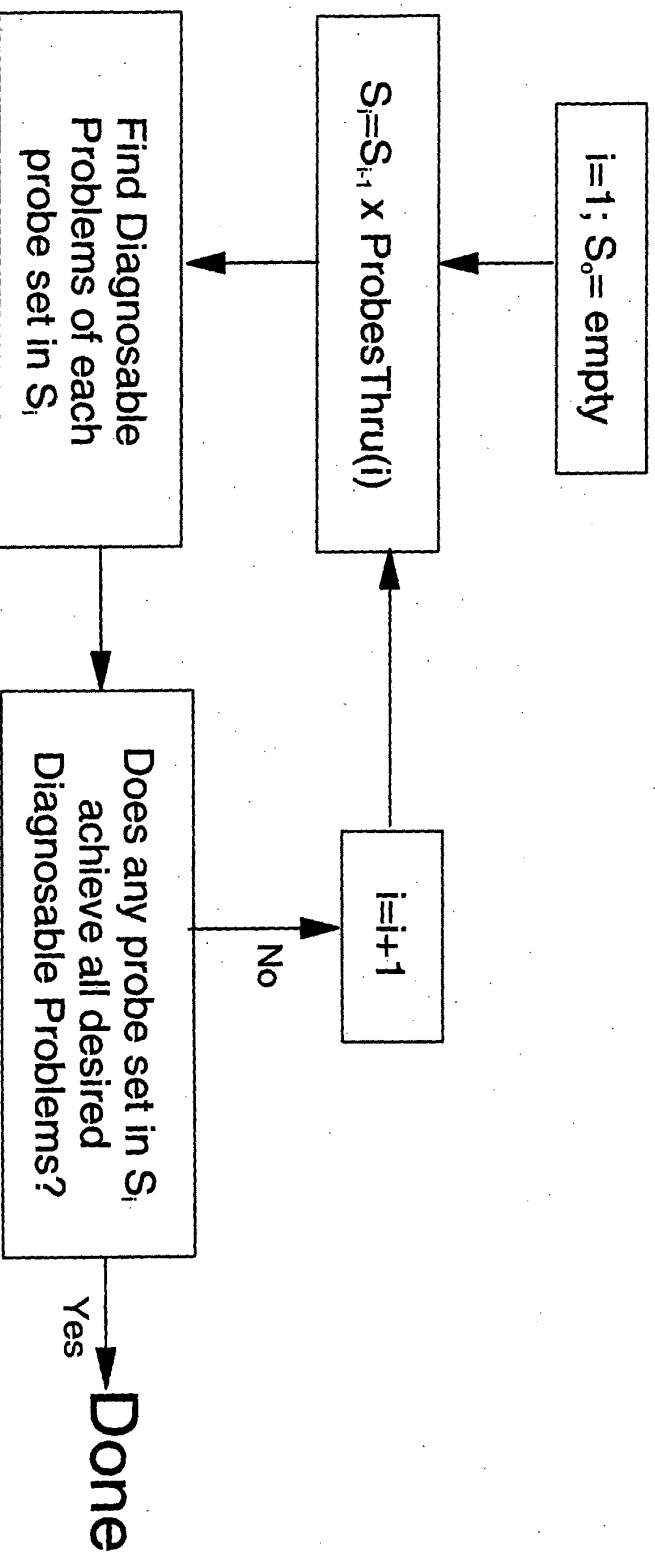 i=1; S₀= empty
Sᵢ=Sᵢ₋₁ x ProbesThru(i)
i=i+1
Find Diagnosable
Problems of each
probe set in Sᵢ
No
Does any probe set in Sᵢ
achieve all desired
Diagnosable Problems?
Yes
Done